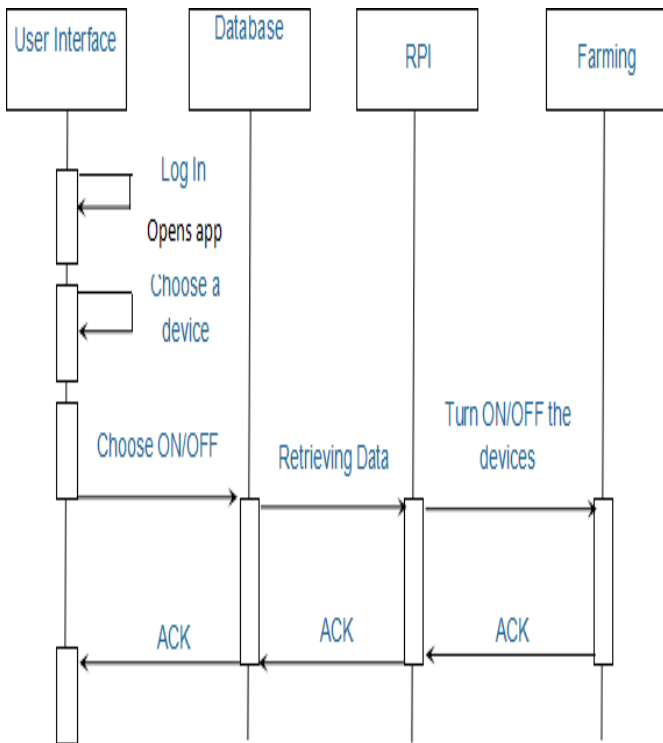 User Interface
Database
RPI
Farming
Log In
Opens app
Choose a
device
Choose ON/OFF
Retrieving Data
Turn ON/OFF the
devices
ACK
ACK
ACK